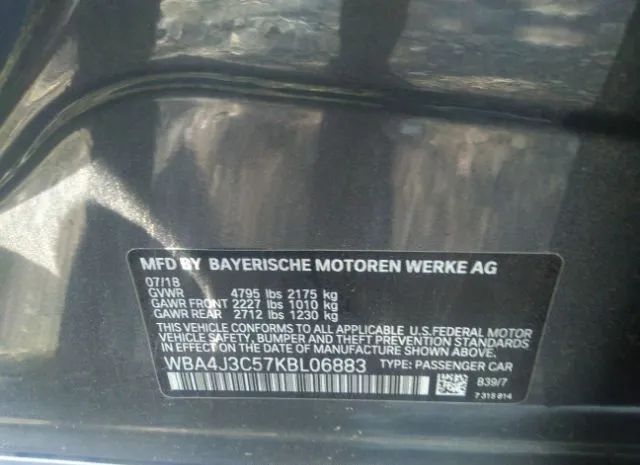 MFD BY BAYERISCHE MOTOREN WERKE AG
07/18
GVWR 4795 lbs 2175 kg
GAWR FRONT 2227 lbs 1010 kg
GAWR REAR 2712 lbs 1230 kg
THIS VEHICLE CONFORMS TO ALL APPLICABLE U.S.FEDERAL MOTOR
VEHICLE SAFETY, BUMPER AND THEFT PREVENTION
STANDARDS IN EFFECT ON THE DATE OF MANUFACTURE SHOWN ABOVE.
WBA4J3C57KBL06883 TYPE: PASSENGER CAR
B39/7
7 315 814